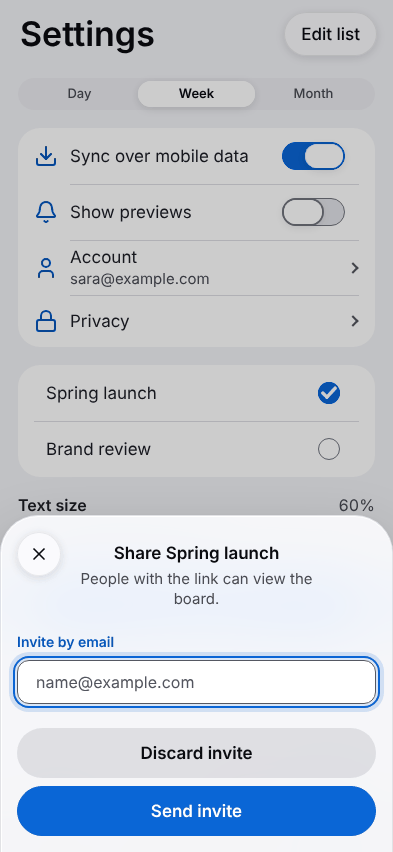 Settings
Edit list
Day
Week
Month
Sync over mobile data
Show previews
Account
sara@example.com
Privacy
Spring launch
Brand review
Text size
60%
Share Spring launch
People with the link can view the
board.
Invite by email
name@example.com
Discard invite
Send invite